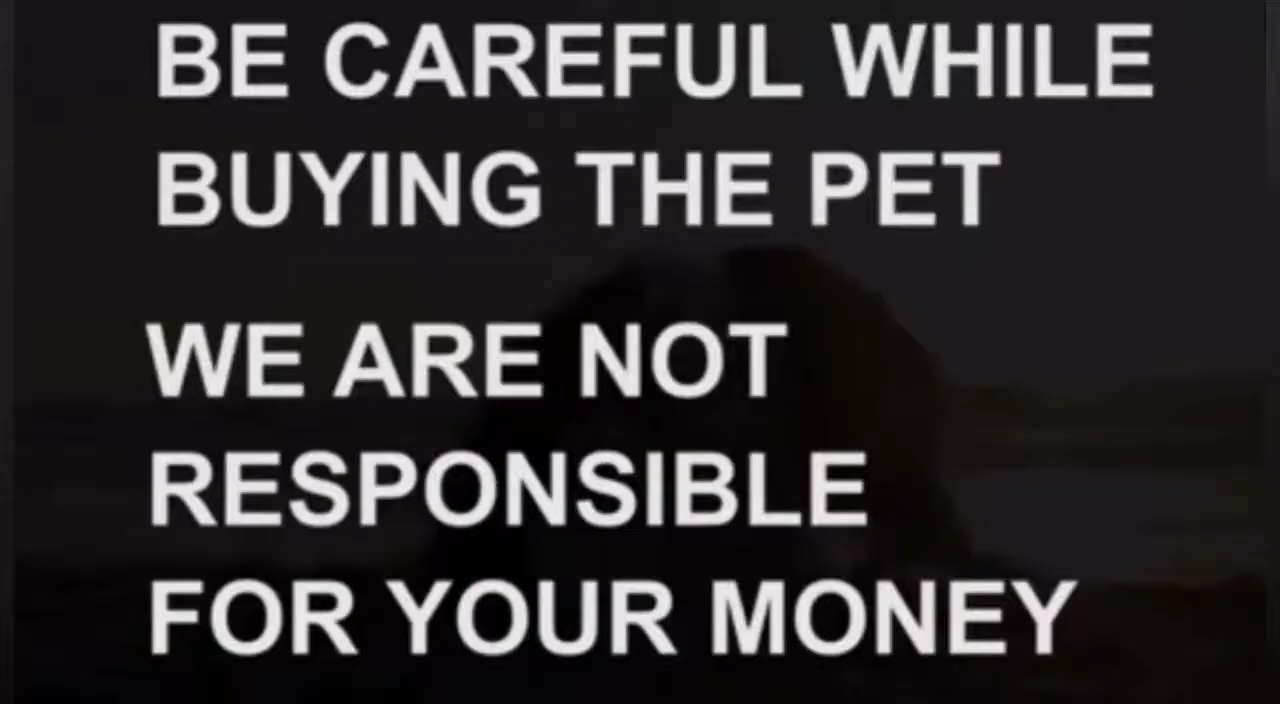 BE CAREFUL WHILE
BUYING THE PET
WE ARE NOT
RESPONSIBLE
FOR YOUR MONEY